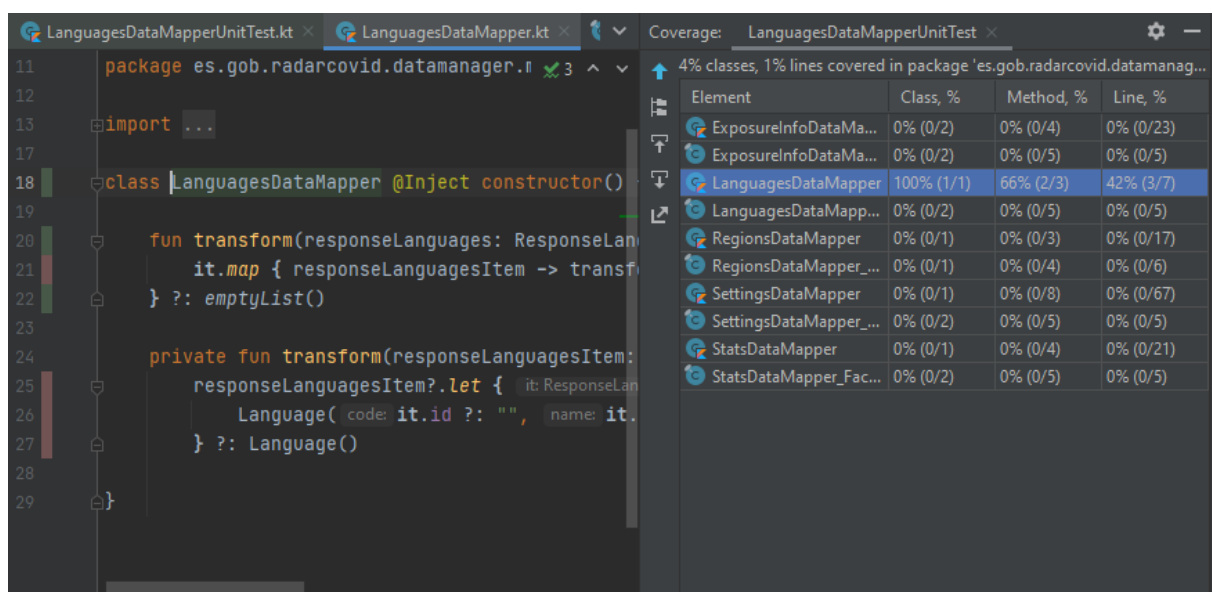 LanguagesDataMapperUnitTest.kt
LanguagesDataMapper.kt
11 package es.gob.radarcovid.datamanager.m 3
12
13 import ...
17
18 class LanguagesDataMapper @Inject constructor()
19
20 fun transform(responseLanguages: ResponseLan
21 it.map { responseLanguagesItem -> transf
22 } ?: emptyList()
23
24 private fun transform(responseLanguagesItem:
25 responseLanguagesItem?.let { it: ResponseLan
26 Language( code: it.id ?: "", name: it.
27 } ?: Language()
28
29 }
Coverage: LanguagesDataMapperUnitTest
4% classes, 1% lines covered in package 'es.gob.radarcovid.datamanag...
Element Class, % Method, % Line, %
ExposureInfoDataMa... 0% (0/2) 0% (0/4) 0% (0/23)
ExposureInfoDataMa... 0% (0/2) 0% (0/5) 0% (0/5)
LanguagesDataMapper 100% (1/1) 66% (2/3) 42% (3/7)
LanguagesDataMapp... 0% (0/2) 0% (0/5) 0% (0/5)
RegionsDataMapper 0% (0/1) 0% (0/3) 0% (0/17)
RegionsDataMapper_... 0% (0/1) 0% (0/4) 0% (0/6)
SettingsDataMapper 0% (0/1) 0% (0/8) 0% (0/67)
SettingsDataMapper_... 0% (0/2) 0% (0/5) 0% (0/5)
StatsDataMapper 0% (0/1) 0% (0/4) 0% (0/21)
StatsDataMapper_Fac... 0% (0/2) 0% (0/5) 0% (0/5)